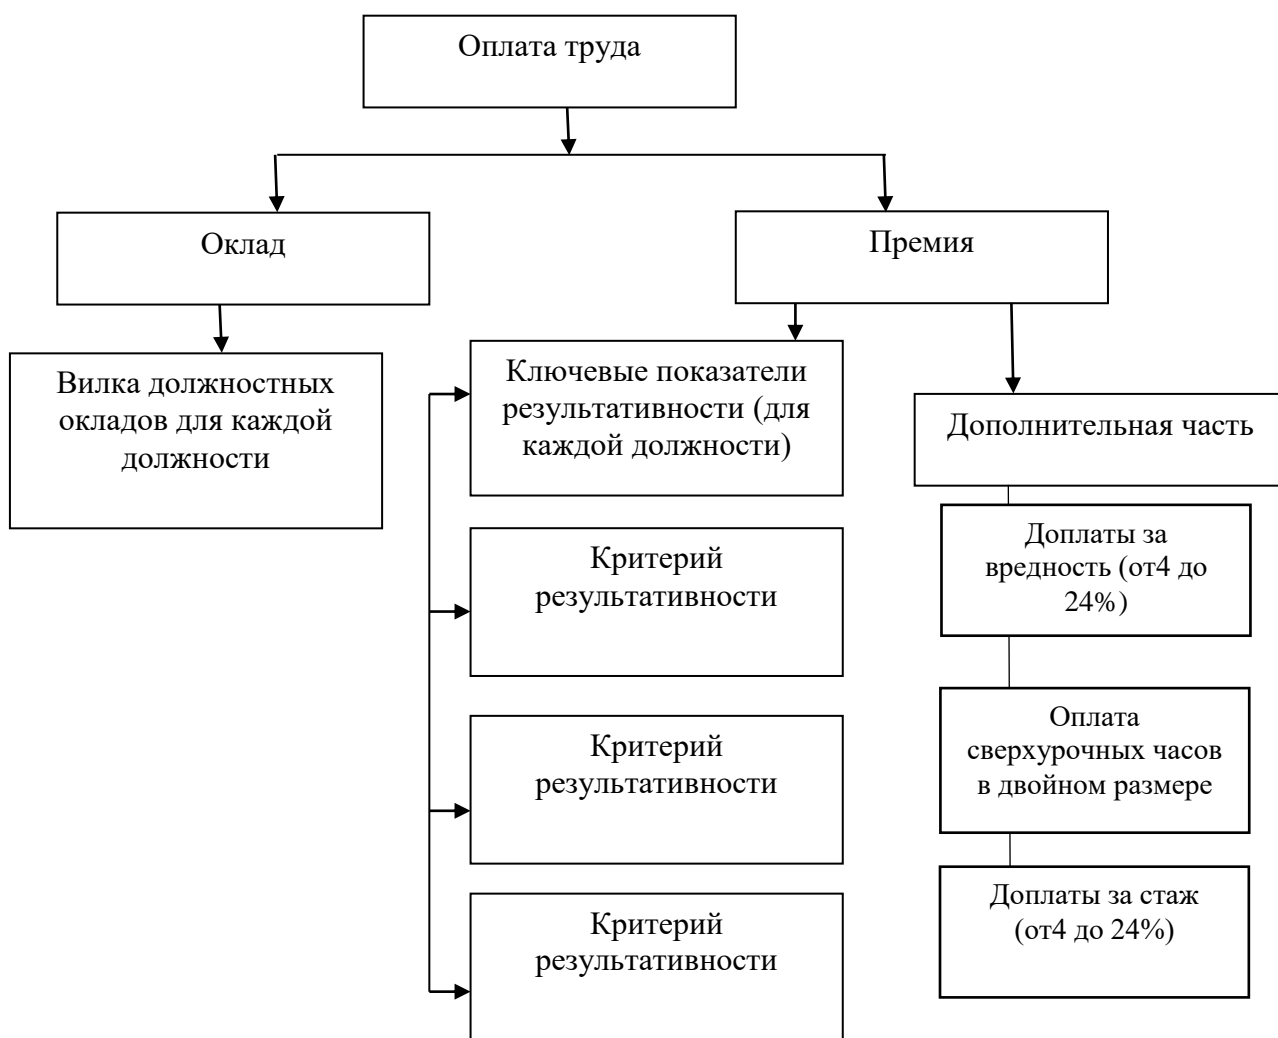 Оплата труда
Оклад
Премия
Вилка должностных
окладов для каждой
должности
Ключевые показатели
результативности (для
каждой должности)
Критерий
результативности
Критерий
результативности
Критерий
результативности
Дополнительная часть
Доплаты за
вредность (от4 до
24%)
Оплата
сверхурочных часов
в двойном размере
Доплаты за стаж
(от4 до 24%)